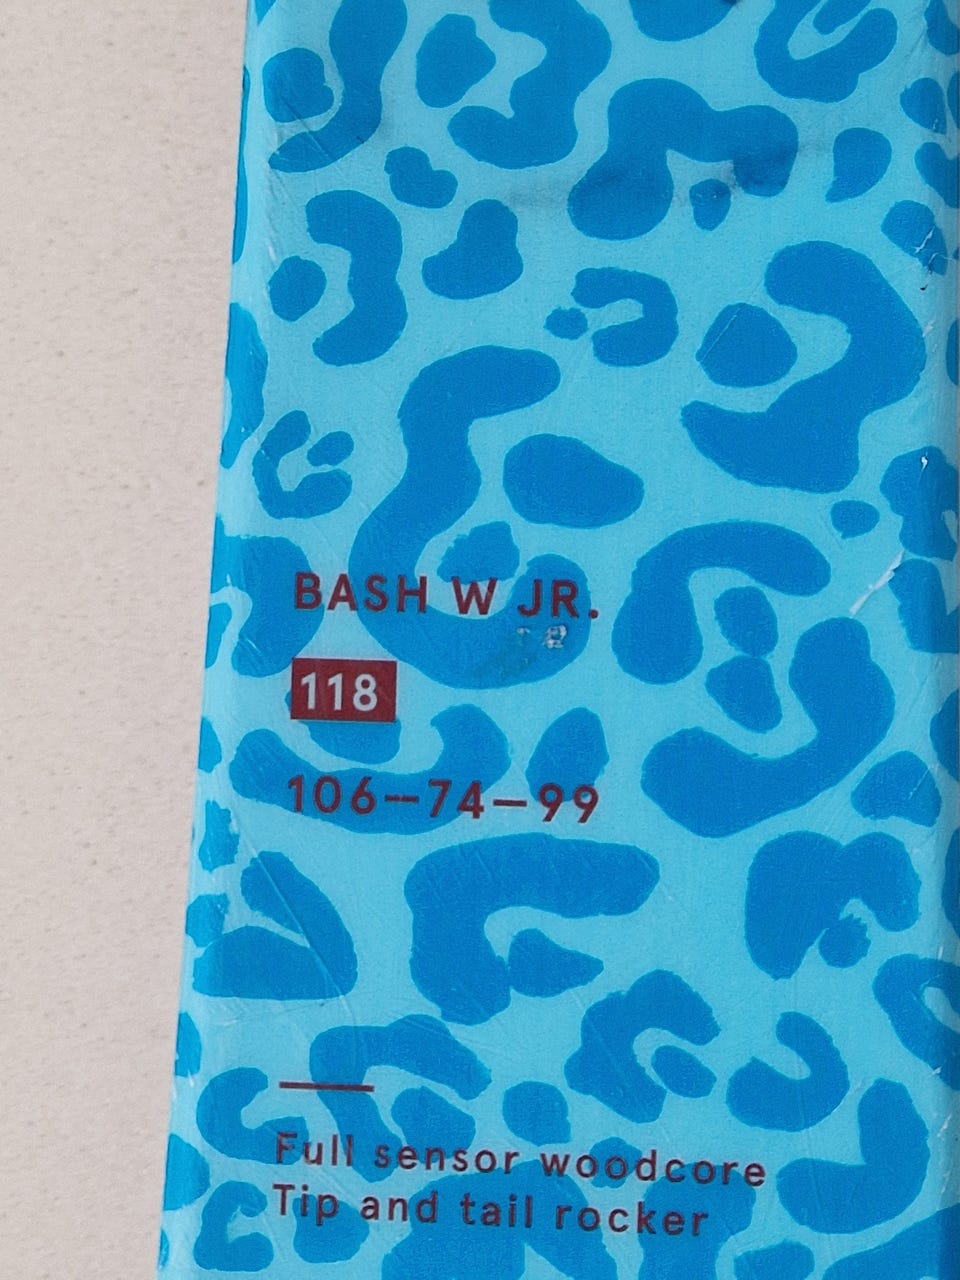 BASH W JR.
118
106–74–99
Full sensor woodcore
Tip and tail rocker